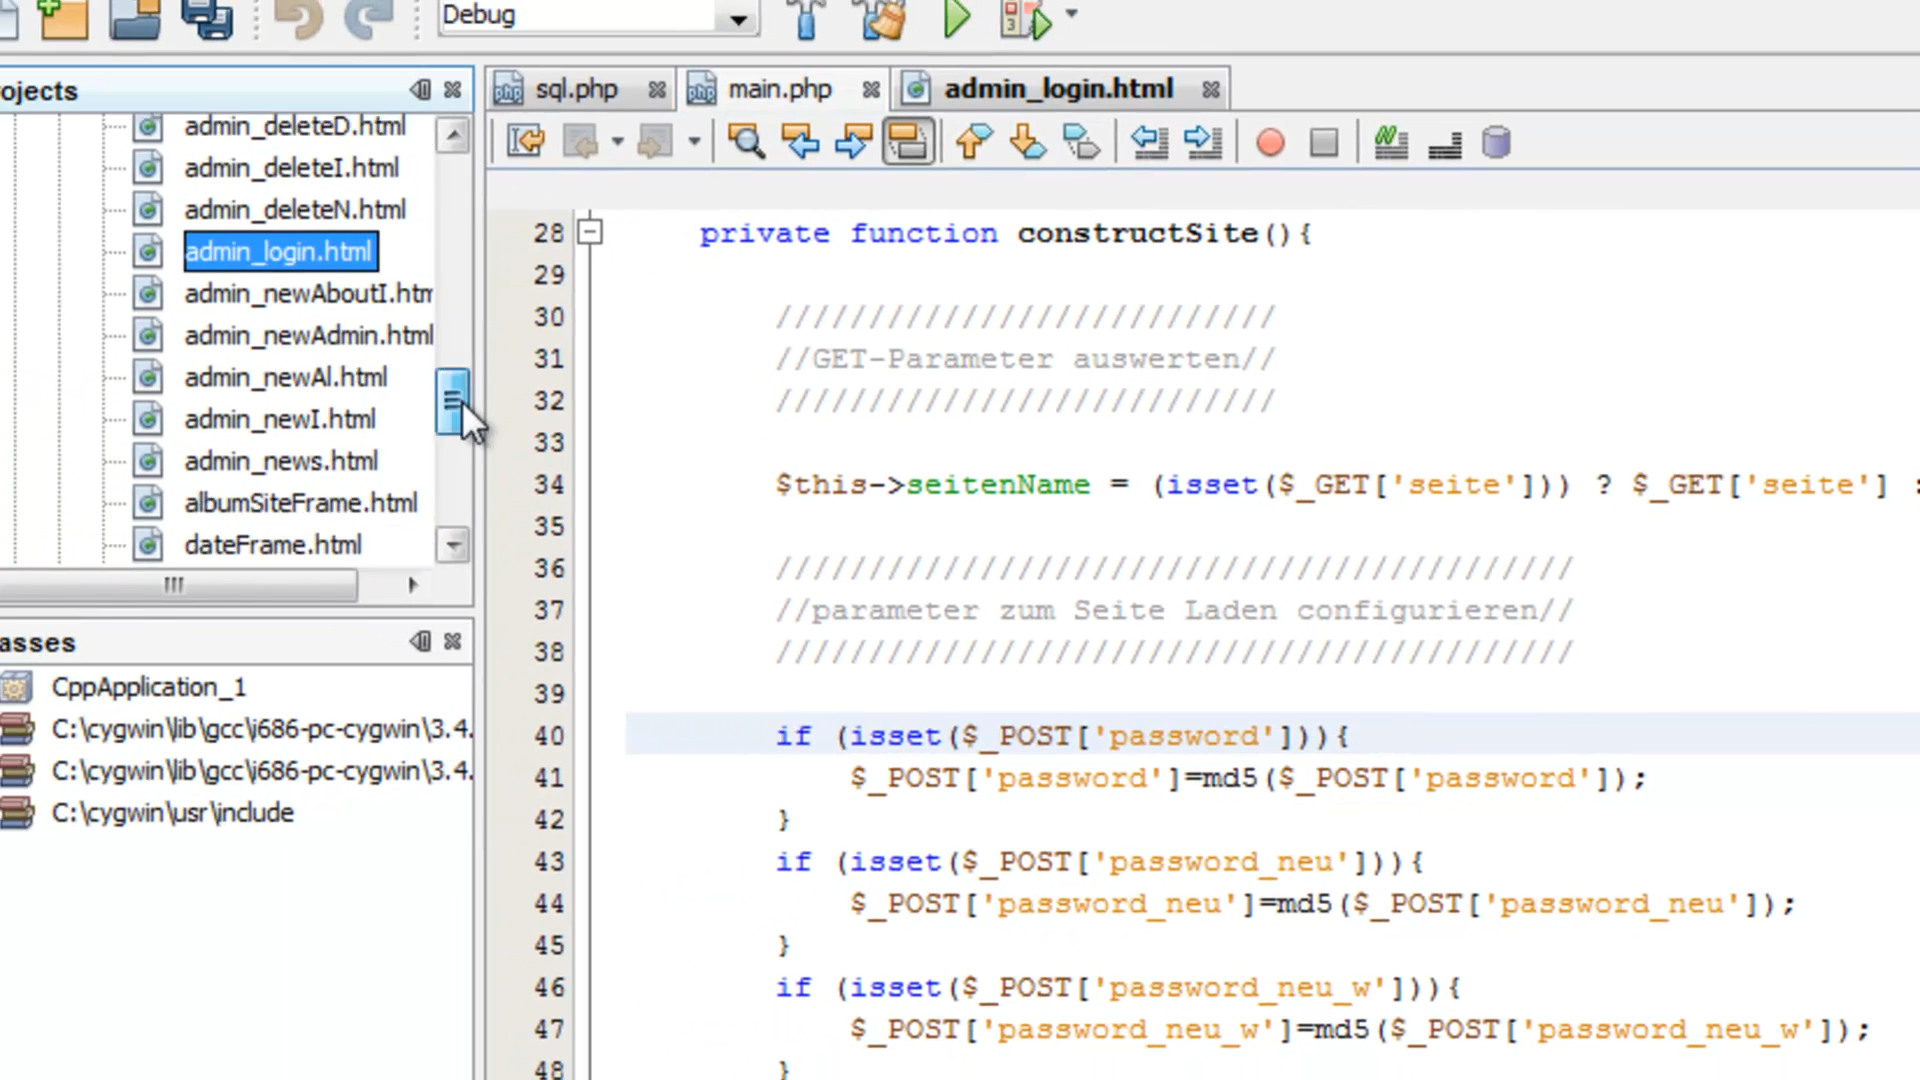 Debug
ojects
admin_deleteD.html
admin_deleteI.html
admin_deleteN.html
admin_login.html
admin_newAboutI.htm
admin_newAdmin.html
admin_newAl.html
admin_newI.html
admin_news.html
albumSiteFrame.html
dateFrame.html
asses
CppApplication_1
C:\cygwin\lib\gcc\i686-pc-cygwin\3.4.
C:\cygwin\lib\gcc\i686-pc-cygwin\3.4.
C:\cygwin\usr\include
sql.php main.php admin_login.html
28 private function constructSite(){
29
30 ///////////////////////////
31 //GET-Parameter auswerten//
32 ///////////////////////////
33
34 $this->seitenName = (isset($_GET['seite'])) ? $_GET['seite'] :
35
36 ///////////////////////////////////////////
37 //parameter zum Seite Laden configurieren//
38 ///////////////////////////////////////////
39
40 if (isset($_POST['password'])){
41 $_POST['password']=md5($_POST['password']);
42 }
43 if (isset($_POST['password_neu'])){
44 $_POST['password_neu']=md5($_POST['password_neu']);
45 }
46 if (isset($_POST['password_neu_w'])){
47 $_POST['password_neu_w']=md5($_POST['password_neu_w']);
48 }